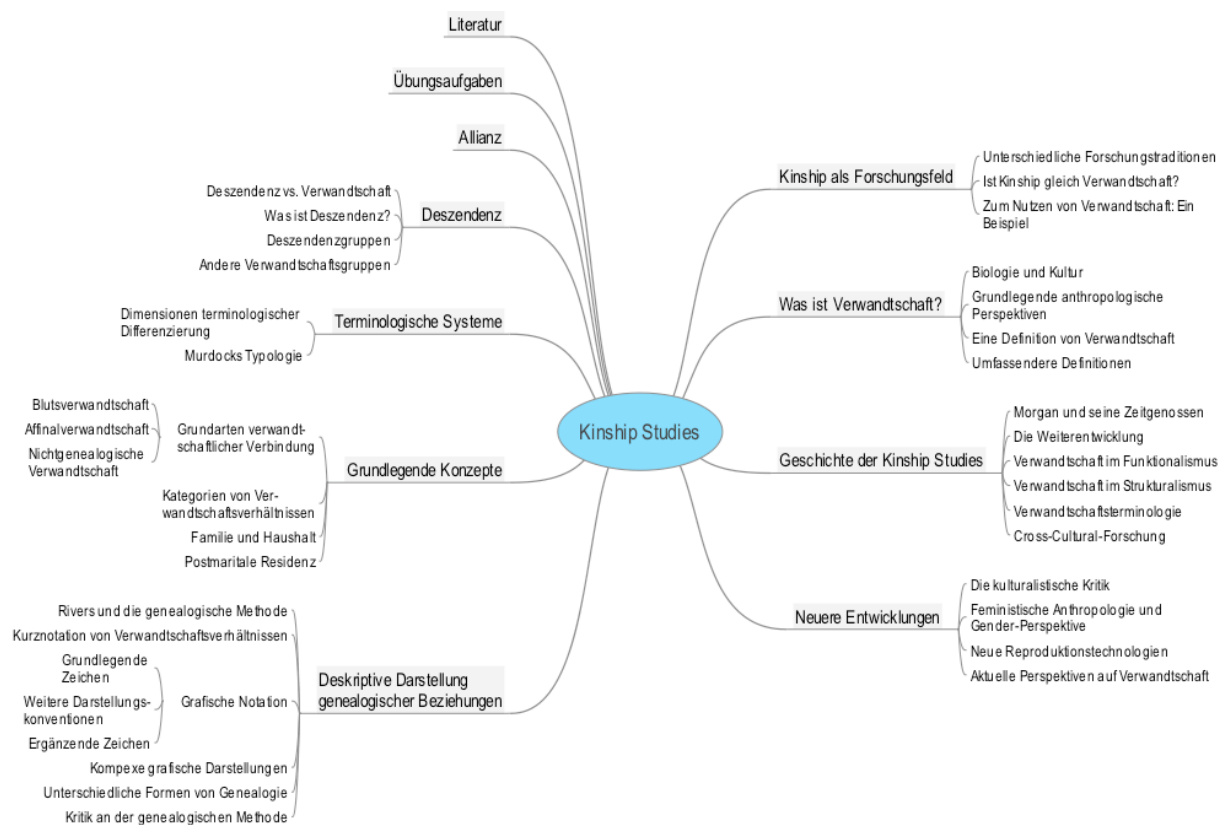 Literatur
Übungsaufgaben
Allianz
Deszendenz vs. Verwandtschaft
Was ist Deszendenz?
Deszendenzgruppen
Andere Verwandtschaftsgruppen
Deszendenz
Dimensionen terminologischer
Differenzierung
Murdocks Typologie
Terminologische Systeme
Blutsverwandtschaft
Affinalverwandtschaft
Nichtgenealogische
Verwandtschaft
Grundarten verwandt-
schaftlicher Verbindung
Kategorien von Ver-
wandtschaftsverhältnissen
Familie und Haushalt
Postmaritale Residenz
Grundlegende Konzepte
Rivers und die genealogische Methode
Kurznotation von Verwandtschaftsverhältnissen
Grundlegende
Zeichen
Weitere Darstellungs-
konventionen
Ergänzende Zeichen
Grafische Notation
Kompexe grafische Darstellungen
Unterschiedliche Formen von Genealogie
Kritik an der genealogischen Methode
Deskriptive Darstellung
genealogischer Beziehungen
Kinship Studies
Kinship als Forschungsfeld
Unterschiedliche Forschungstraditionen
Ist Kinship gleich Verwandtschaft?
Zum Nutzen von Verwandtschaft: Ein
Beispiel
Was ist Verwandtschaft?
Biologie und Kultur
Grundlegende anthropologische
Perspektiven
Eine Definition von Verwandtschaft
Umfassendere Definitionen
Geschichte der Kinship Studies
Morgan und seine Zeitgenossen
Die Weiterentwicklung
Verwandtschaft im Funktionalismus
Verwandtschaft im Strukturalismus
Verwandtschaftsterminologie
Cross-Cultural-Forschung
Neuere Entwicklungen
Die kulturalistische Kritik
Feministische Anthropologie und
Gender-Perspektive
Neue Reproduktionstechnologien
Aktuelle Perspektiven auf Verwandtschaft